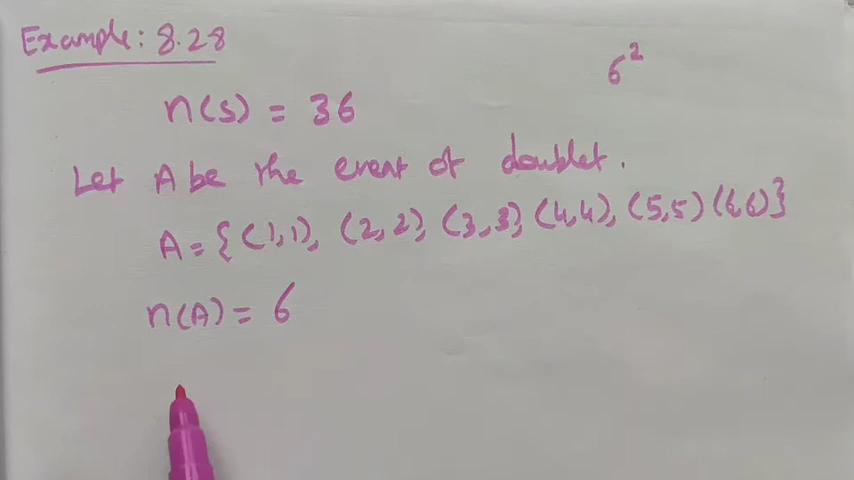 Example: 8.28
6²
n(s) = 36
Let A be the event of doublet.
A = {(1,1), (2,2), (3,3), (4,4), (5,5) (6,6)}
n(A) = 6